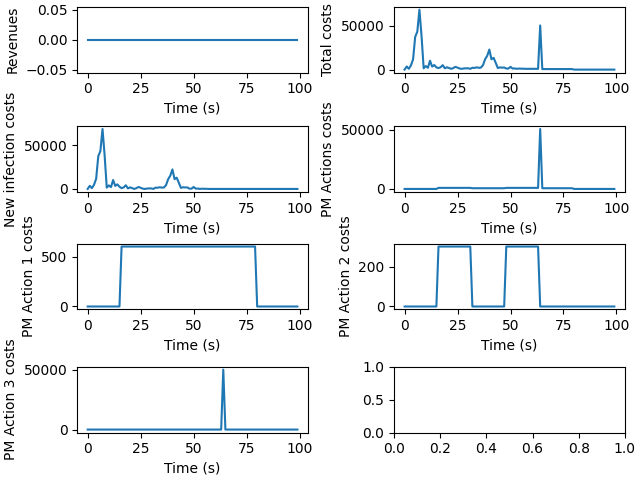 Revenues
0.05
0.00
−0.05
0 25 50 75 100
Time (s)
Total costs
50000
0
0 25 50 75 100
Time (s)
New infection costs
50000
0
0 25 50 75 100
Time (s)
PM Actions costs
50000
0
0 25 50 75 100
Time (s)
PM Action 1 costs
500
0
0 25 50 75 100
Time (s)
PM Action 2 costs
200
0
0 25 50 75 100
Time (s)
PM Action 3 costs
50000
0
0 25 50 75 100
Time (s)
1.0
0.5
0.0
0.0 0.2 0.4 0.6 0.8 1.0